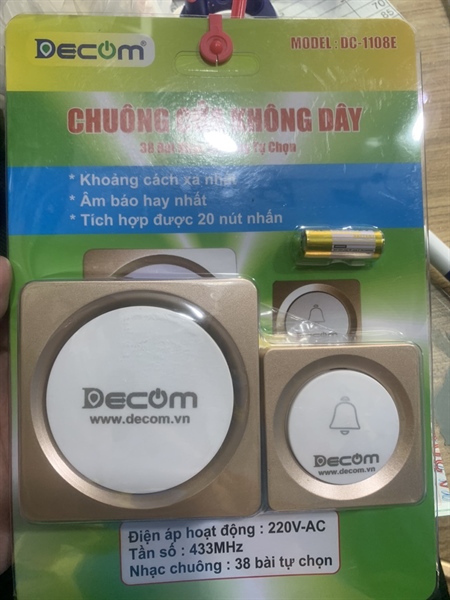 DECOM®
MODEL : DC-1108E
CHUÔNG KHÔNG DÂY
38 Tự Chọn
* Khoảng cách xa nhất
* Âm báo hay nhất
* Tích hợp được 20 nút nhấn
DECOM
www.decom.vn
DECOM
www.decom.vn
Điện áp hoạt động : 220V-AC
Tần số : 433MHz
Nhạc chuông : 38 bài tự chọn